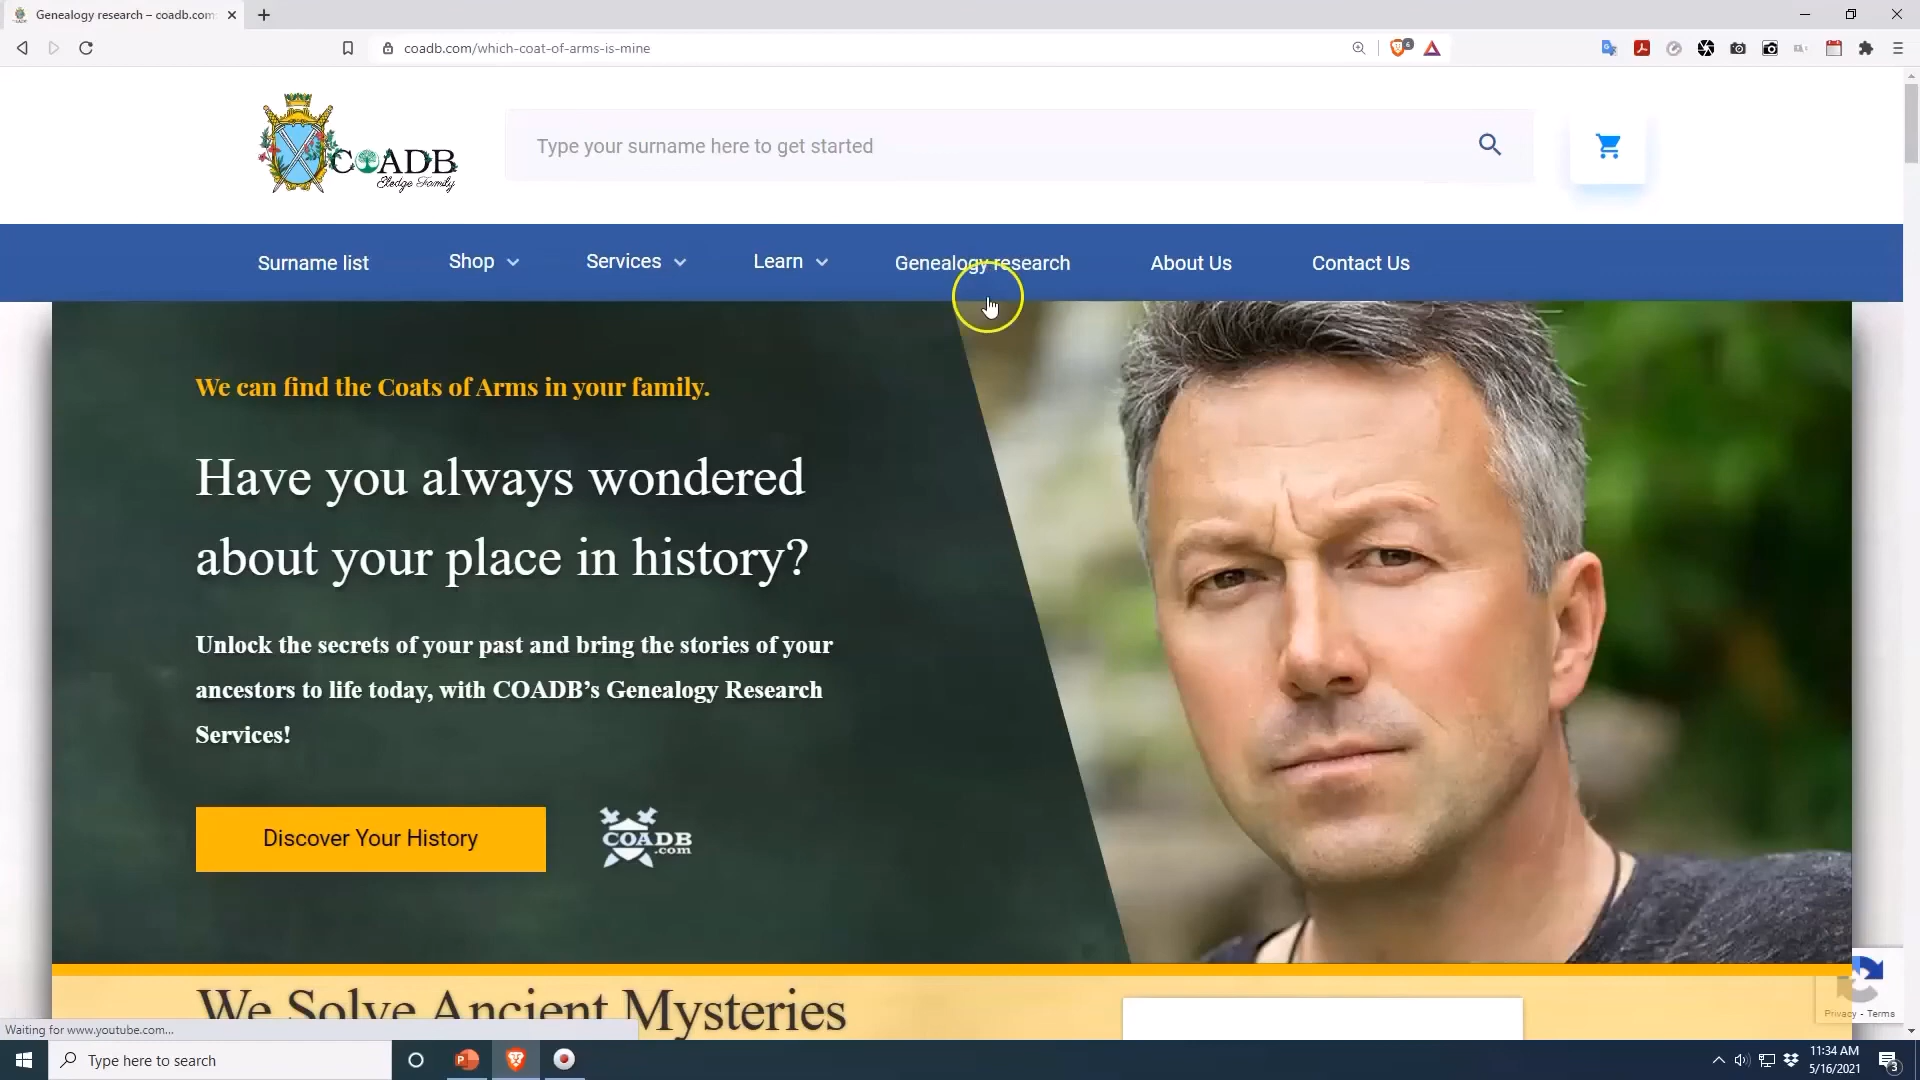 Genealogy research – coadb.com
coadb.com/which-coat-of-arms-is-mine
6
COADB
Eledge Family
Type your surname here to get started
Surname list
Shop
Services
Learn
Genealogy research
About Us
Contact Us
We can find the Coats of Arms in your family.
Have you always wondered
about your place in history?
Unlock the secrets of your past and bring the stories of your
ancestors to life today, with COADB’s Genealogy Research
Services!
Discover Your History
COADB
.com
We Solve Ancient Mysteries
Privacy - Terms
Waiting for www.youtube.com...
Type here to search
11:34 AM
5/16/2021
3